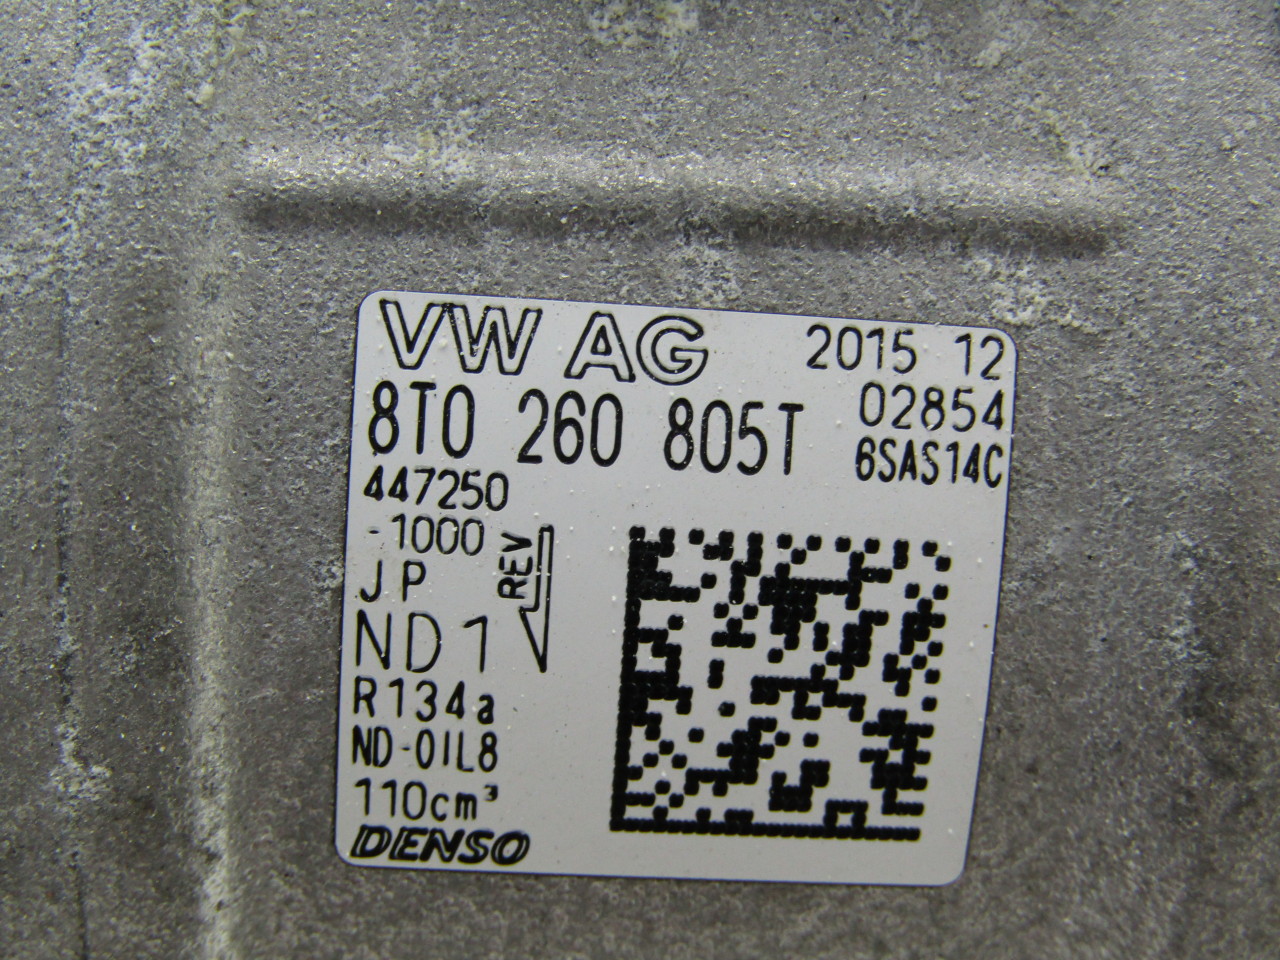 VW AG 2015 12
02854
8T0 260 805T 6SAS14C
447250
-1000
REV
JP
ND1
R134a
ND-OIL8
110cm³
DENSO